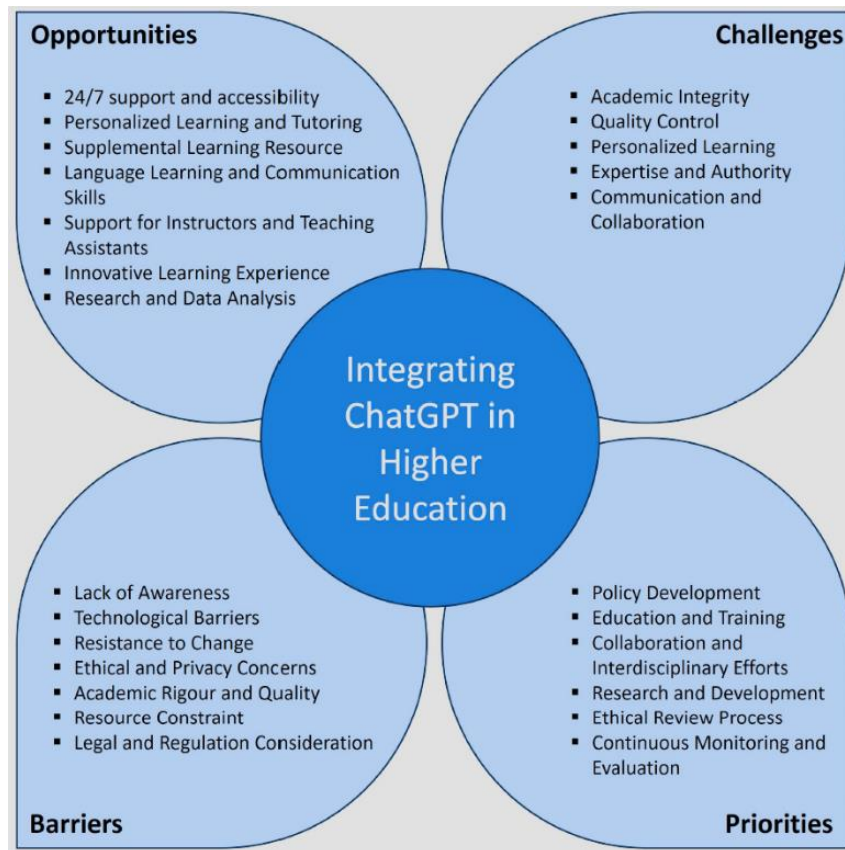 Opportunities
▪ 24/7 support and accessibility
▪ Personalized Learning and Tutoring
▪ Supplemental Learning Resource
▪ Language Learning and Communication
Skills
▪ Support for Instructors and Teaching
Assistants
▪ Innovative Learning Experience
▪ Research and Data Analysis
Challenges
▪ Academic Integrity
▪ Quality Control
▪ Personalized Learning
▪ Expertise and Authority
▪ Communication and
Collaboration
Integrating
ChatGPT in
Higher
Education
▪ Lack of Awareness
▪ Technological Barriers
▪ Resistance to Change
▪ Ethical and Privacy Concerns
▪ Academic Rigour and Quality
▪ Resource Constraint
▪ Legal and Regulation Consideration
Barriers
▪ Policy Development
▪ Education and Training
▪ Collaboration and
Interdisciplinary Efforts
▪ Research and Development
▪ Ethical Review Process
▪ Continuous Monitoring and
Evaluation
Priorities